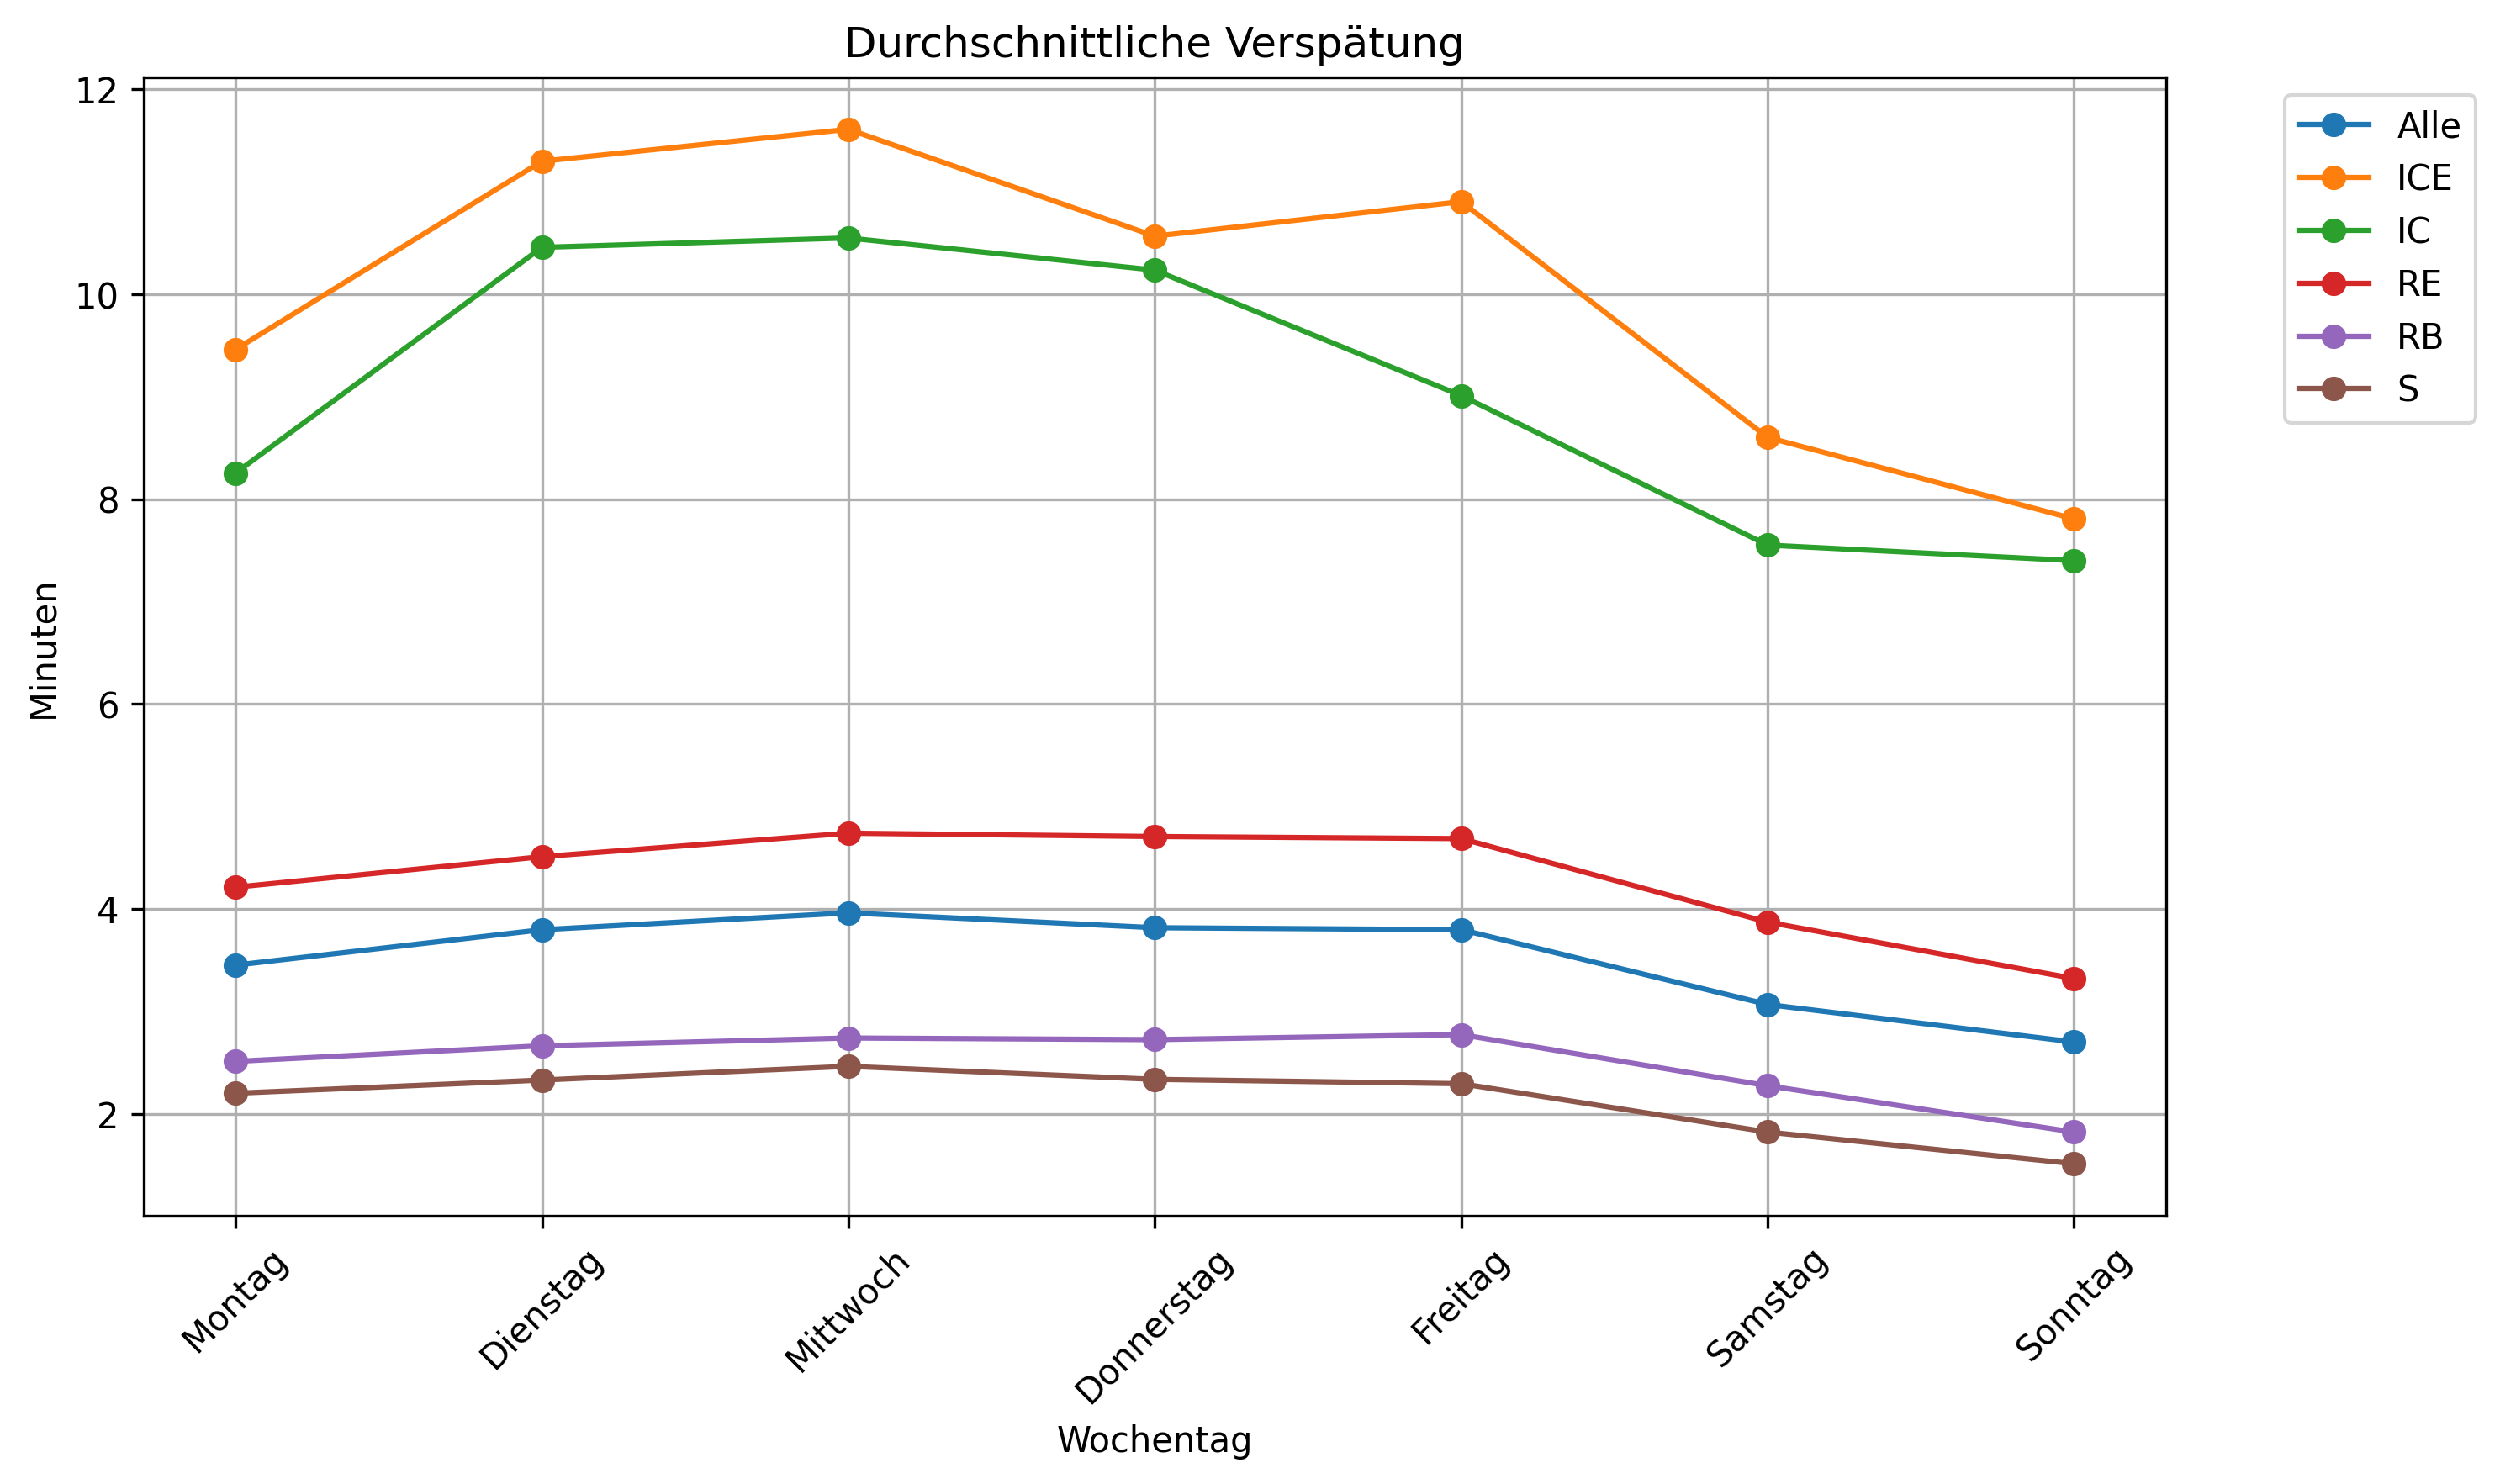 Durchschnittliche Verspätung
12
10
8
6
4
2
Minuten
Montag
Dienstag
Mittwoch
Donnerstag
Freitag
Samstag
Sonntag
Wochentag
Alle
ICE
IC
RE
RB
S